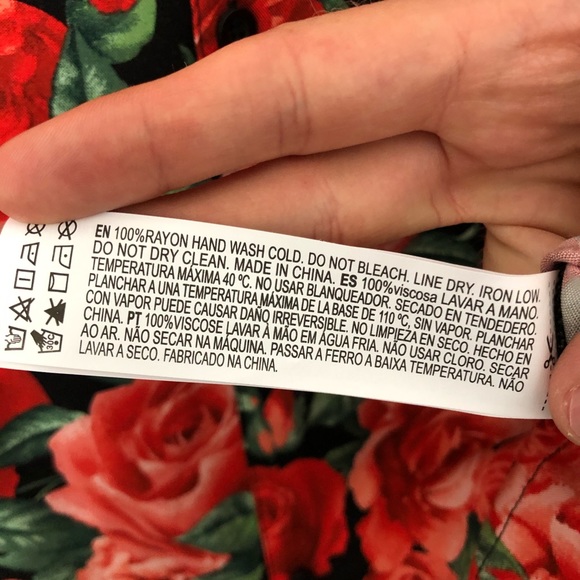 EN 100%RAYON HAND WASH COLD. DO NOT BLEACH. LINE DRY. IRON LOW.
DO NOT DRY CLEAN. MADE IN CHINA. ES 100%viscosa LAVAR Á MANO.
TEMPERATURA MÁXIMA 40 ºC. NO USAR BLANQUEADOR. SECADO EN TENDEDERO.
PLANCHAR A UNA TEMPERATURA MÁXIMA DE LA BASE DE 110 ºC, SIN VAPOR. PLANCHAR
CON VAPOR PUEDE CAUSAR DAÑO IRREVERSIBLE. NO LIMPIEZA EN SECO. HECHO EN
CHINA. PT 100%VISCOSE LAVAR À MÃO EM ÁGUA FRIA. NÃO USAR CLORO. SECAR
AO AR. NÃO SECAR NA MÁQUINA. PASSAR A FERRO A BAIXA TEMPERATURA. NÃO
LAVAR A SECO. FABRICADO NA CHINA.